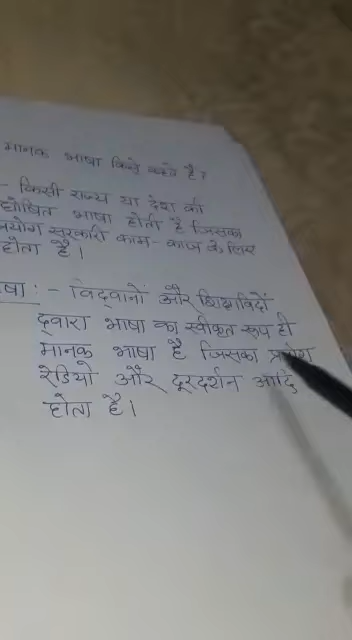 मानक भाषा किसे कहते है?
- किसी राज्य या देश की
घोषित भाषा होती है जिसका
प्रयोग सरकारी काम-काज के लिए
होता है।
षा :- विद्वानों और शिक्षाविदों
द्वारा भाषा का स्वीकृत रूप ही
मानक भाषा है जिसका प्रयोग
रेडियो और दूरदर्शन आदि
होता है।